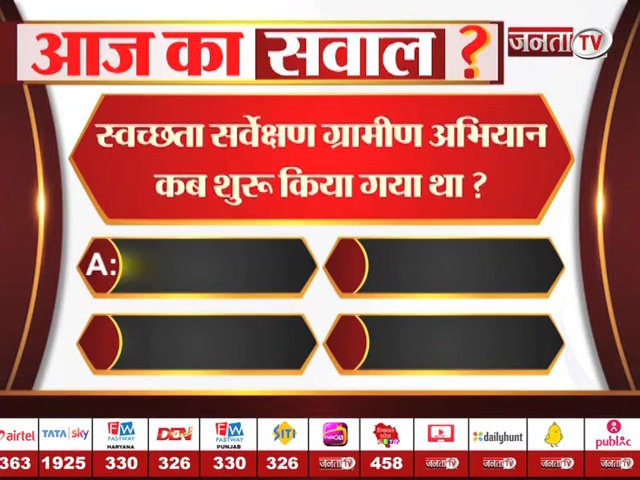 आज का सवाल ?
जनता TV
स्वच्छता सर्वेक्षण ग्रामीण अभियान
कब शुरू किया गया था ?
A:
airtel TATA sky FW FASTWAY HARYANA DEN FW FASTWAY PUNJAB SITI dailyhunt public
363 1925 330 326 330 326 जनता TV 458 जनता TV जनता TV जनता TV जनता TV